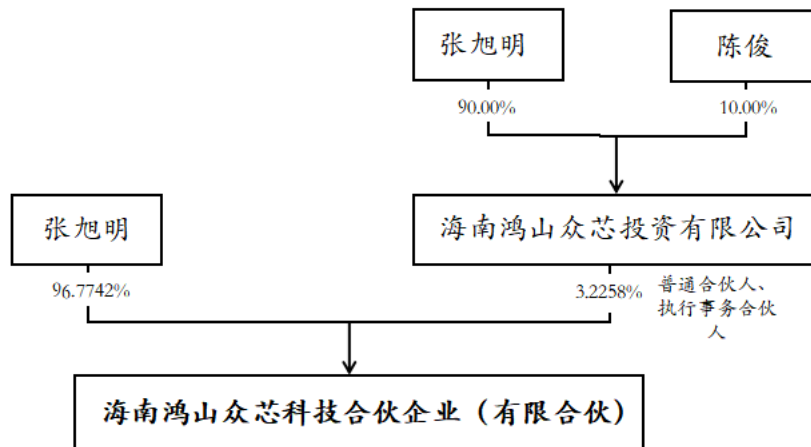 张旭明
陈俊
90.00%
10.00%
张旭明
海南鸿山众芯投资有限公司
96.7742%
3.2258%
普通合伙人、
执行事务合伙
人
海南鸿山众芯科技合伙企业（有限合伙）